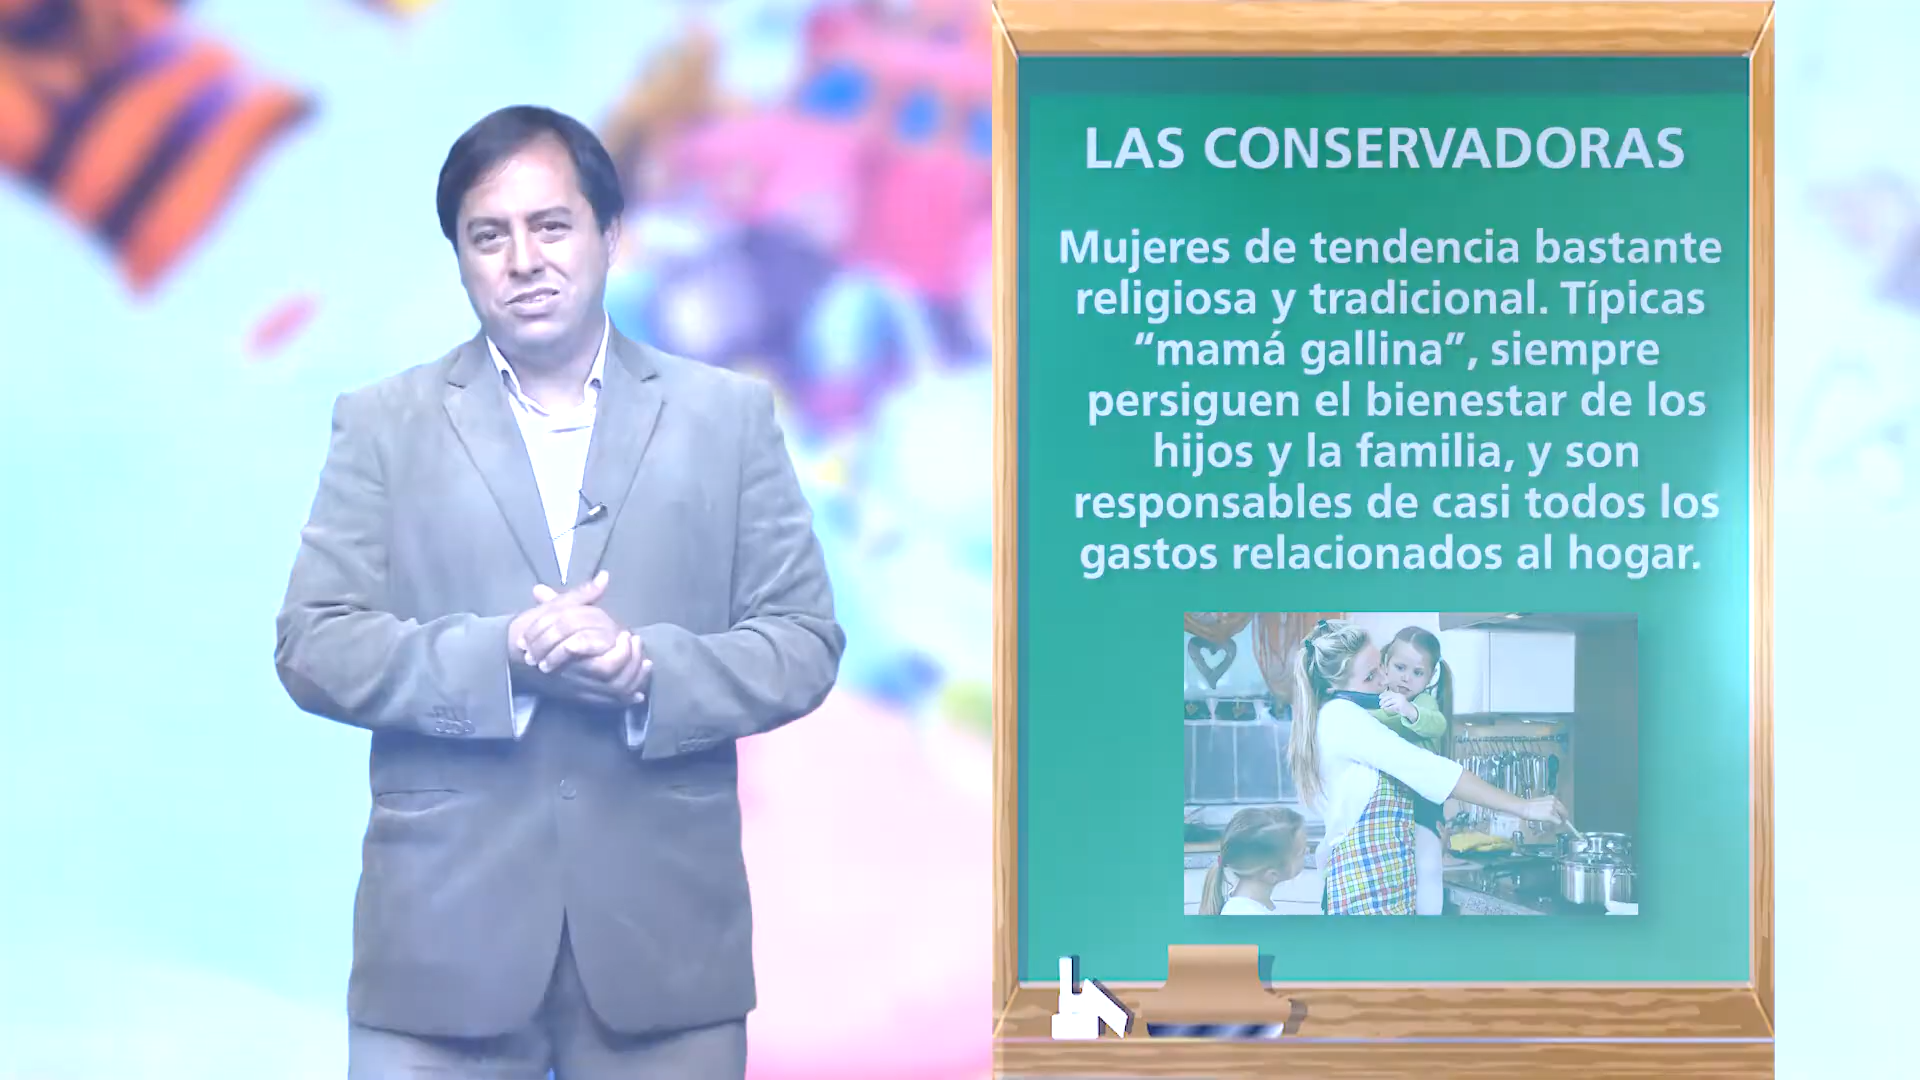 LAS CONSERVADORAS
Mujeres de tendencia bastante
religiosa y tradicional. Típicas
“mamá gallina”, siempre
persiguen el bienestar de los
hijos y la familia, y son
responsables de casi todos los
gastos relacionados al hogar.